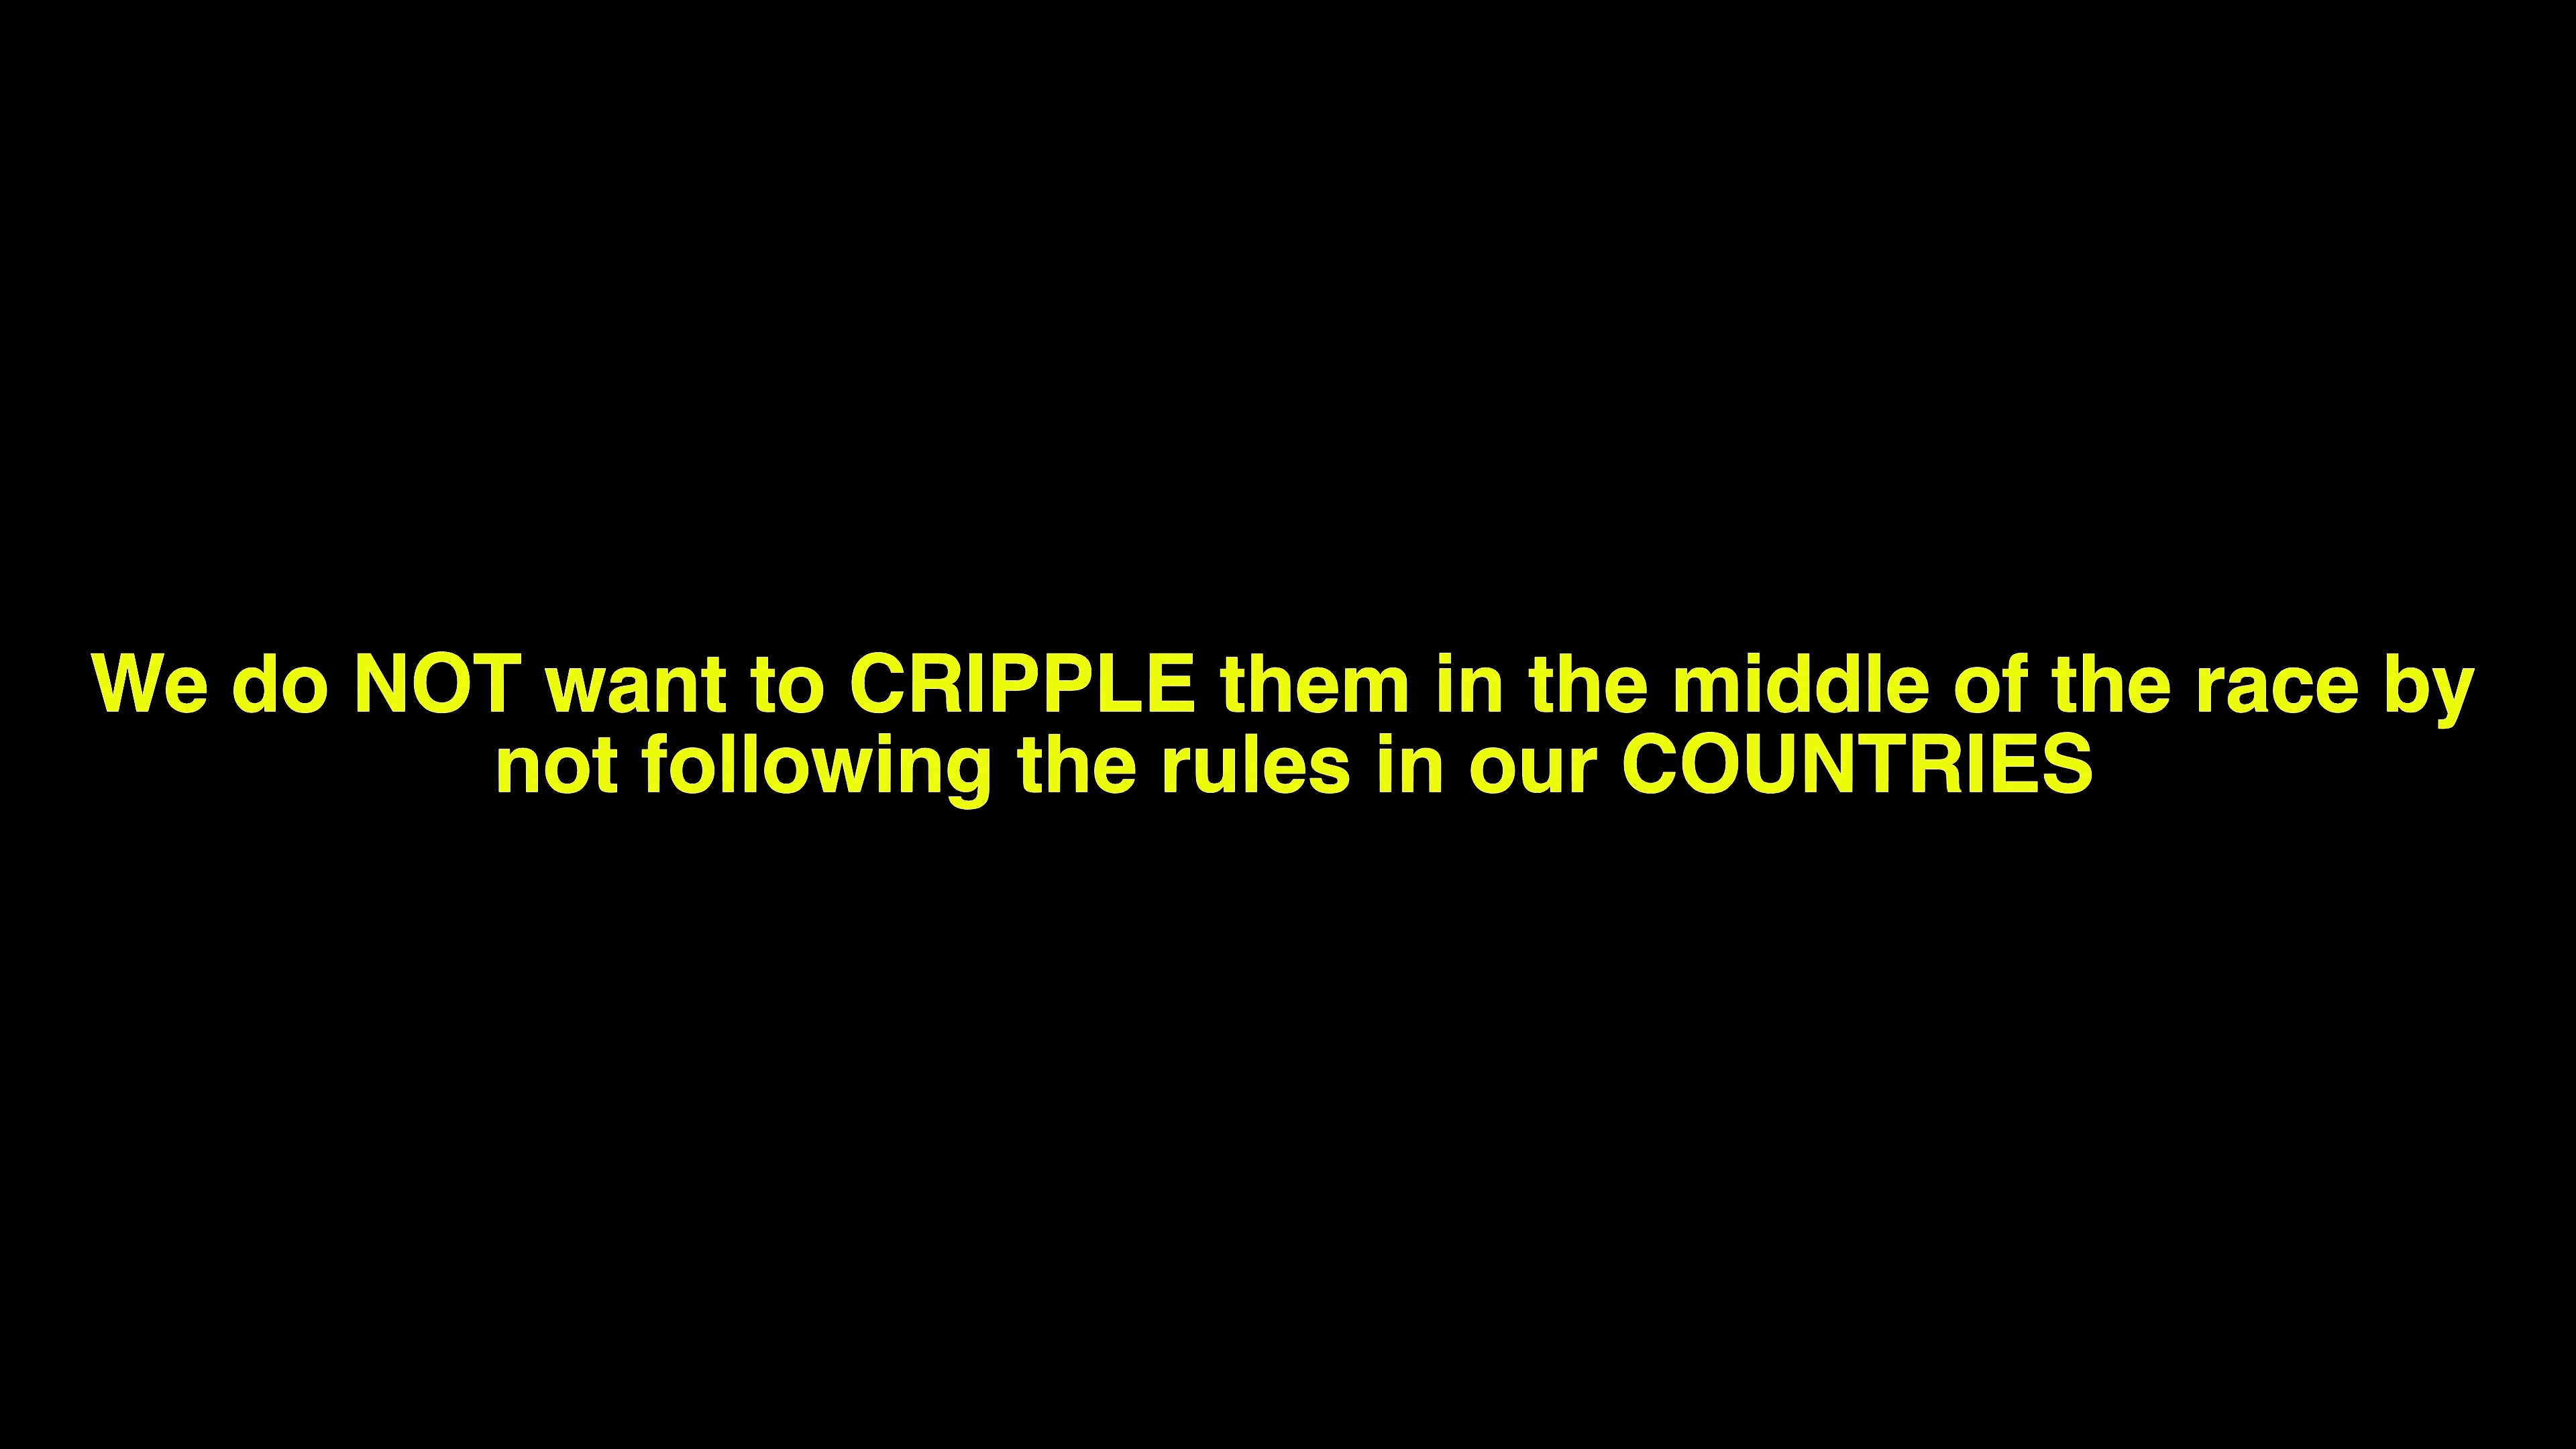 We do NOT want to CRIPPLE them in the middle of the race by
not following the rules in our COUNTRIES